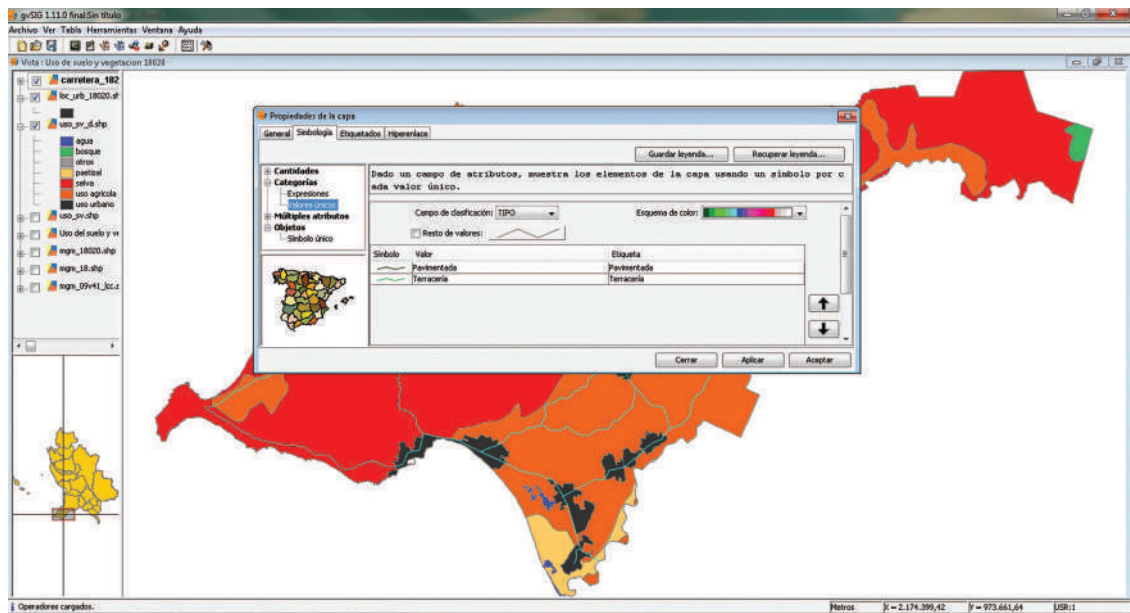 gvSIG 1.11.0 final:Sin título
Archivo Ver Tabla Herramientas Ventana Ayuda
Vista : Uso de suelo y vegetacion 18020
carretera_182
loc_urb_18020.sh
uso_sv_d.shp
agua
bosque
otros
pastizal
selva
uso agricola
uso urbano
uso_sv.shp
Uso del suelo y ve
mgm_18020.shp
mgm_18.shp
mgm_09v41_lcc.s
Propiedades de la capa
General Simbología Etiquetados Hiperenlace
Guardar leyenda... Recuperar leyenda...
Cantidades
Categorías
Expresiones
Valores únicos
Múltiples atributos
Objetos
Símbolo único
Dado un campo de atributos, muestra los elementos de la capa usando un símbolo por c
ada valor único.
Campo de clasificación: TIPO Esquema de color:
Resto de valores:
Símbolo Valor Etiqueta
Pavimentada Pavimentada
Terracería Terracería
Cerrar Aplicar Aceptar
Operadores cargados. Metros X = 2.174.399,42 Y = 973.661,64 USR:1